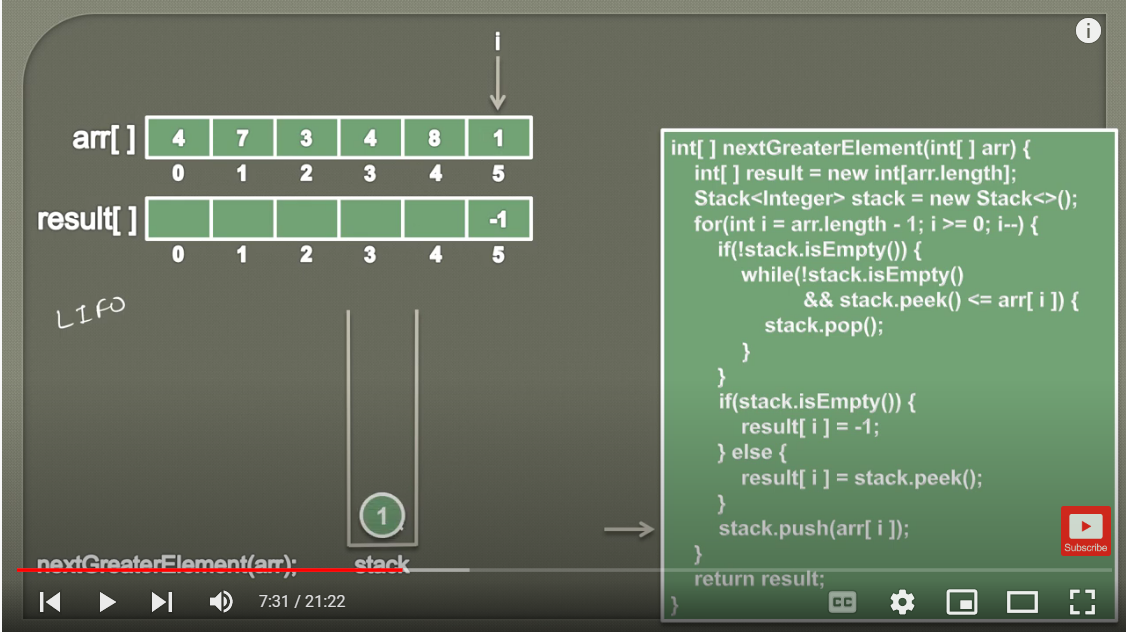 i
arr[ ] 4 7 3 4 8 1
0 1 2 3 4 5
result[ ] -1
0 1 2 3 4 5
LIFO
1
nextGreaterElement(arr); stack
int[ ] nextGreaterElement(int[ ] arr) {
int[ ] result = new int[arr.length];
Stack<Integer> stack = new Stack<>();
for(int i = arr.length - 1; i >= 0; i--) {
if(!stack.isEmpty()) {
while(!stack.isEmpty()
&& stack.peek() <= arr[ i ]) {
stack.pop();
}
}
if(stack.isEmpty()) {
result[ i ] = -1;
} else {
result[ i ] = stack.peek();
}
stack.push(arr[ i ]);
}
return result;
}
Subscribe
7:31 / 21:22
CC